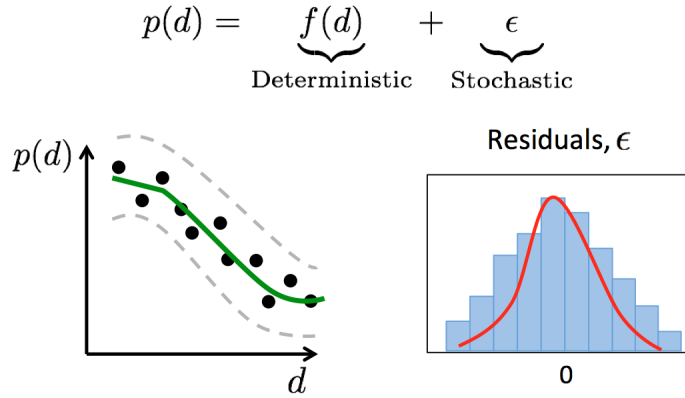 p(d) = f(d) + ϵ
Deterministic Stochastic
p(d)
d
Residuals, ϵ
0